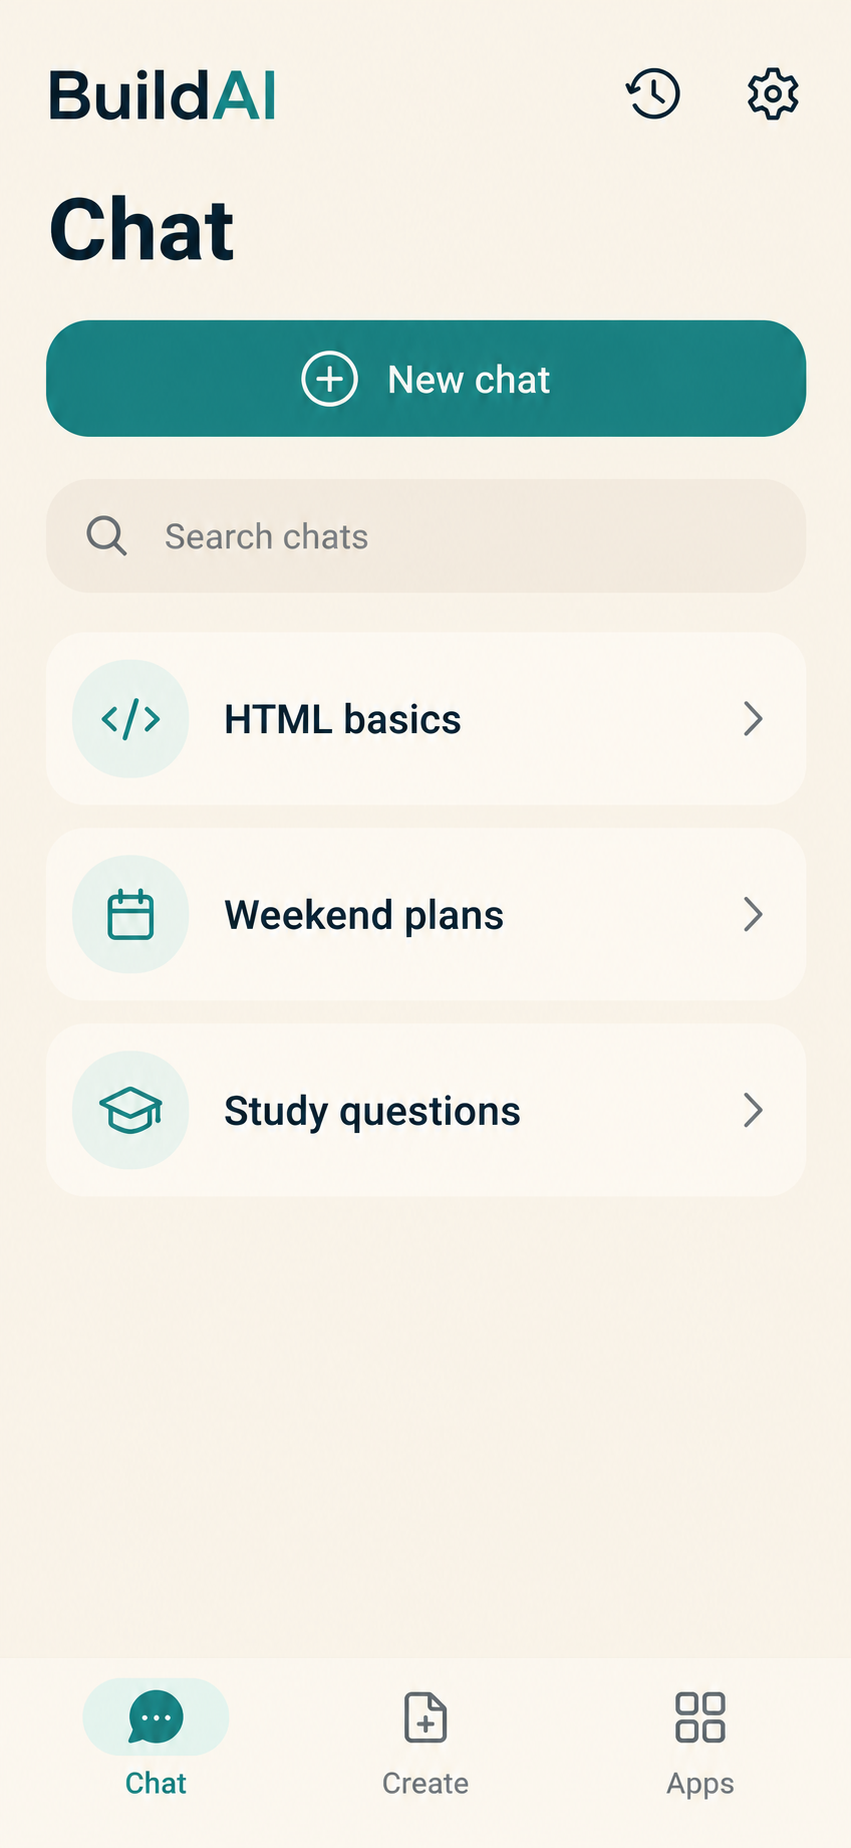 BuildAI
Chat
New chat
Search chats
HTML basics
Weekend plans
Study questions
Chat
Create
Apps